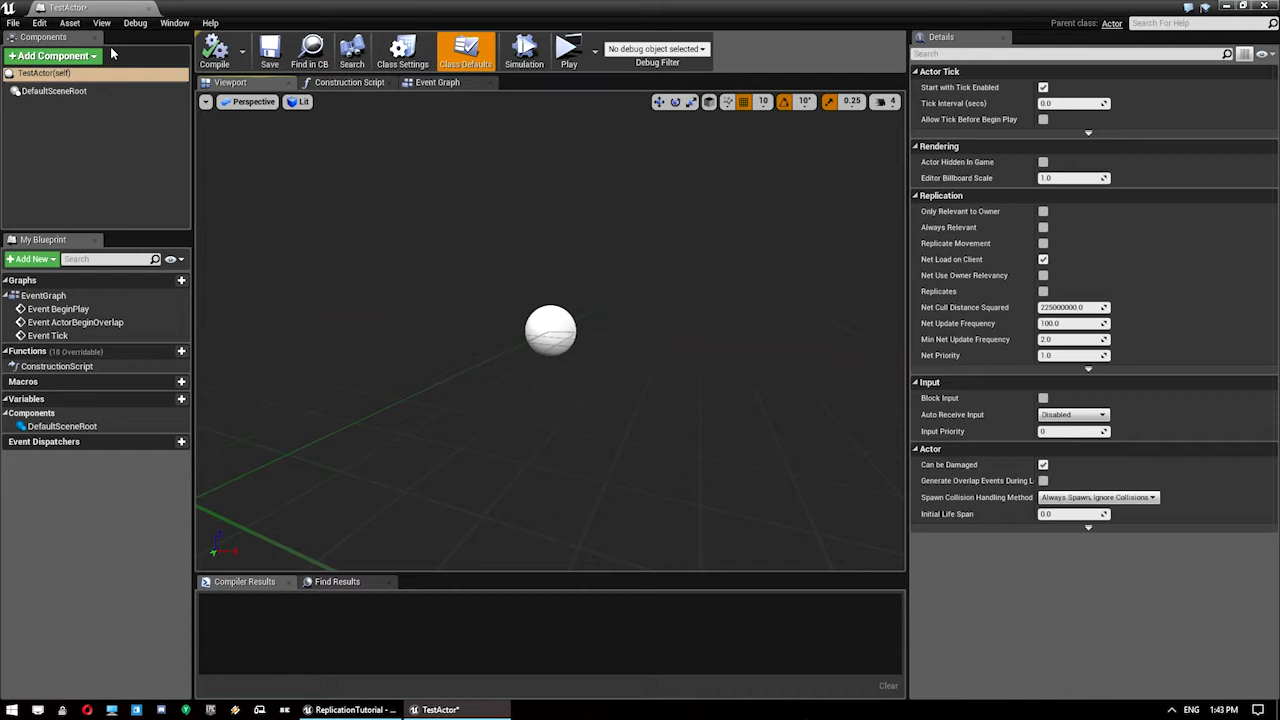 TestActor*
File Edit Asset View Debug Window Help
Parent class: Actor
Search For Help
Components
+Add Component
TestActor(self)
DefaultSceneRoot
Compile
Save
Find in CB
Search
Class Settings
Class Defaults
Simulation
Play
No debug object selected
Debug Filter
Viewport
Construction Script
Event Graph
Perspective
Lit
10
10°
0.25
4
My Blueprint
+Add New
Search
Graphs
EventGraph
Event BeginPlay
Event ActorBeginOverlap
Event Tick
Functions (18 Overridable)
ConstructionScript
Macros
Variables
Components
DefaultSceneRoot
Event Dispatchers
Compiler Results
Find Results
Clear
Details
Search
Actor Tick
Start with Tick Enabled
Tick Interval (secs) 0.0
Allow Tick Before Begin Play
Rendering
Actor Hidden In Game
Editor Billboard Scale 1.0
Replication
Only Relevant to Owner
Always Relevant
Replicate Movement
Net Load on Client
Net Use Owner Relevancy
Replicates
Net Cull Distance Squared 225000000.0
Net Update Frequency 100.0
Min Net Update Frequency 2.0
Net Priority 1.0
Input
Block Input
Auto Receive Input Disabled
Input Priority 0
Actor
Can be Damaged
Generate Overlap Events During L
Spawn Collision Handling Method Always Spawn, Ignore Collisions
Initial Life Span 0.0
ReplicationTutorial - ...
TestActor*
ENG 1:43 PM